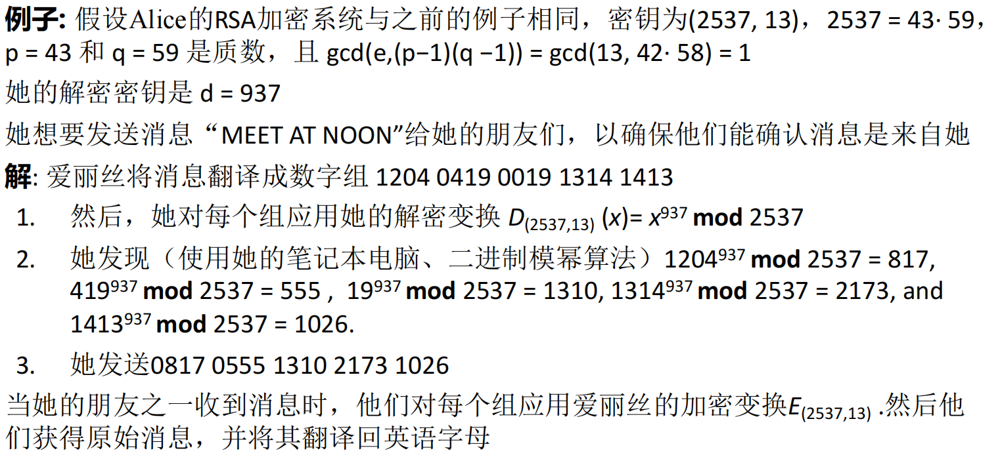 例子: 假设Alice的RSA加密系统与之前的例子相同，密钥为(2537, 13)，2537 = 43· 59，
p = 43 和 q = 59 是质数，且 gcd(e,(p−1)(q −1)) = gcd(13, 42· 58) = 1
她的解密密钥是 d = 937
她想要发送消息“MEET AT NOON”给她的朋友们，以确保他们能确认消息是来自她
解: 爱丽丝将消息翻译成数字组 1204 0419 0019 1314 1413
1. 然后，她对每个组应用她的解密变换 D₍₂₅₃₇,₁₃₎ (x)= x⁹³⁷ mod 2537
2. 她发现（使用她的笔记本电脑、二进制模幂算法）1204⁹³⁷ mod 2537 = 817,
419⁹³⁷ mod 2537 = 555 , 19⁹³⁷ mod 2537 = 1310, 1314⁹³⁷ mod 2537 = 2173, and
1413⁹³⁷ mod 2537 = 1026.
3. 她发送0817 0555 1310 2173 1026
当她的朋友之一收到消息时，他们对每个组应用爱丽丝的加密变换E₍₂₅₃₇,₁₃₎ .然后他
们获得原始消息，并将其翻译回英语字母